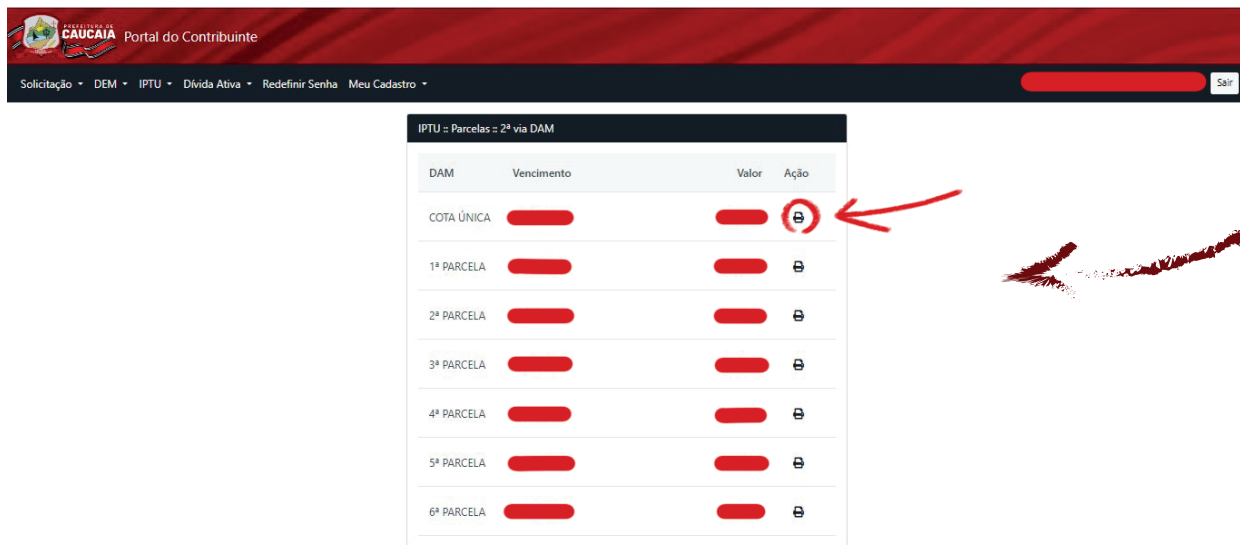 PREFEITURA DE
CAUCAIA Portal do Contribuinte
Solicitação DEM IPTU Dívida Ativa Redefinir Senha Meu Cadastro Sair
IPTU :: Parcelas :: 2ª via DAM
DAM Vencimento Valor Ação
COTA ÚNICA
1ª PARCELA
2ª PARCELA
3ª PARCELA
4ª PARCELA
5ª PARCELA
6ª PARCELA